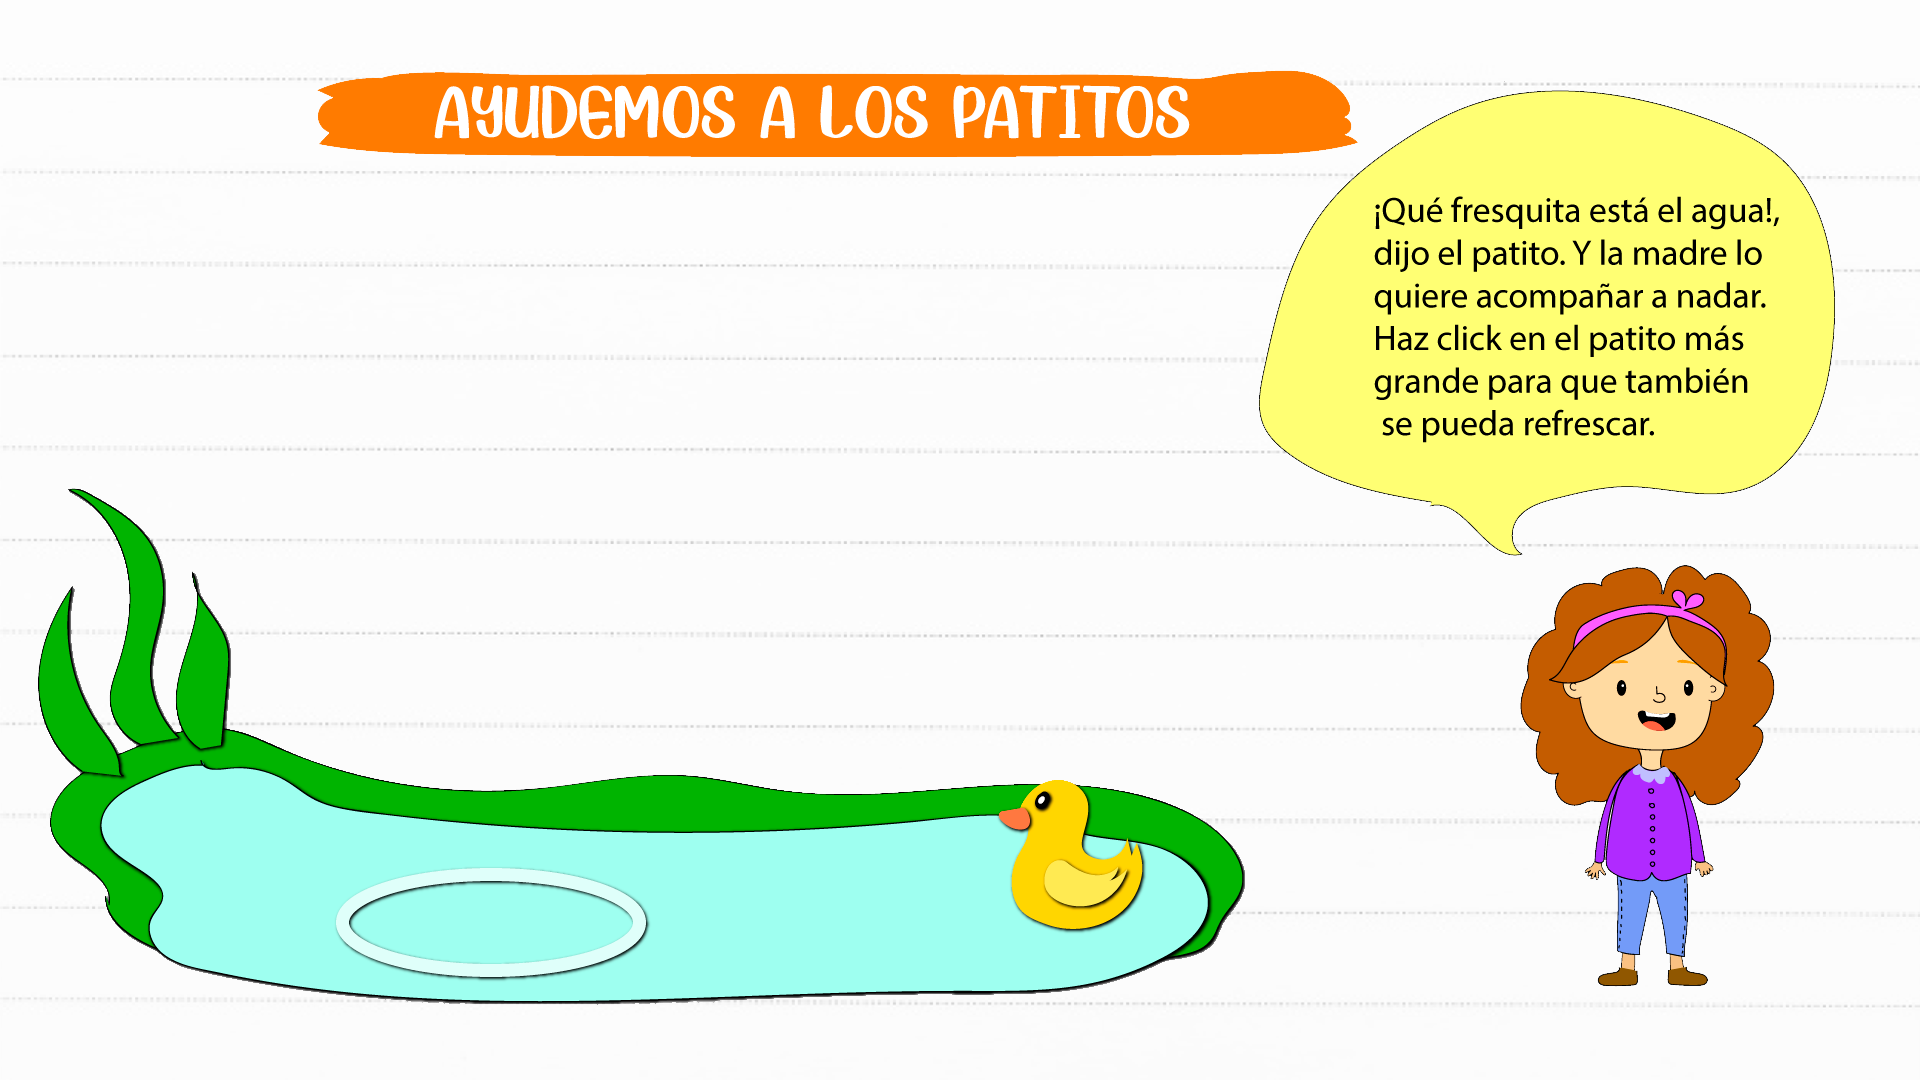 AYUDEMOS A LOS PATITOS
¡Qué fresquita está el agua!,
dijo el patito. Y la madre lo
quiere acompañar a nadar.
Haz click en el patito más
grande para que también
se pueda refrescar.